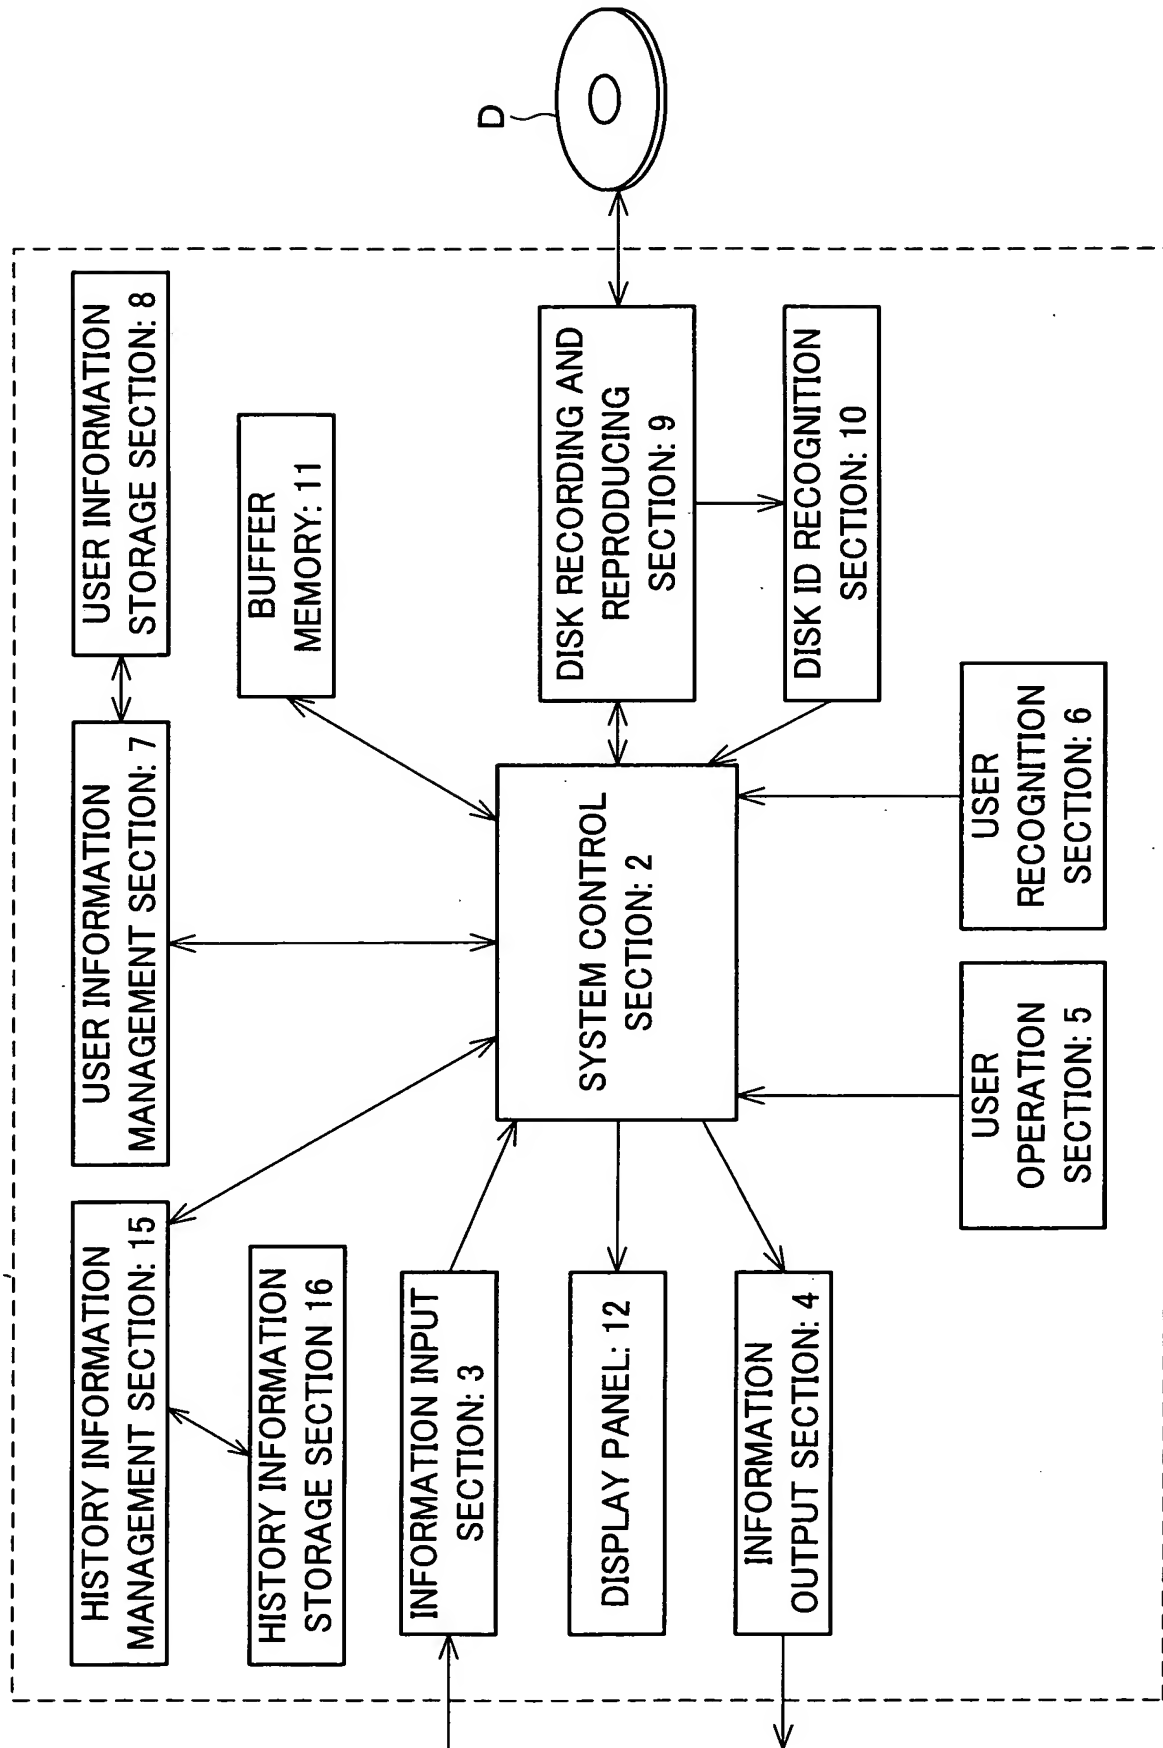 HISTORY INFORMATION
MANAGEMENT SECTION: 15
USER INFORMATION
MANAGEMENT SECTION: 7
USER INFORMATION
STORAGE SECTION: 8
HISTORY INFORMATION
STORAGE SECTION 16
BUFFER
MEMORY: 11
INFORMATION INPUT
SECTION: 3
SYSTEM CONTROL
SECTION: 2
DISK RECORDING AND
REPRODUCING
SECTION: 9
D
DISPLAY PANEL: 12
INFORMATION
OUTPUT SECTION: 4
DISK ID RECOGNITION
SECTION: 10
USER
OPERATION
SECTION: 5
USER
RECOGNITION
SECTION: 6